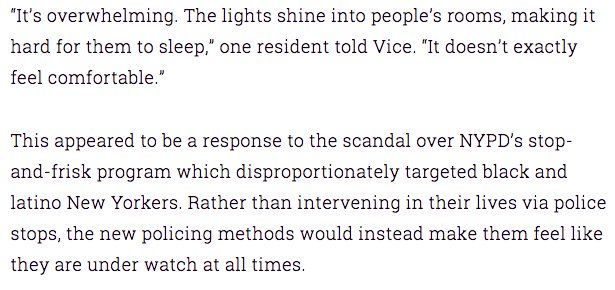 "It's overwhelming. The lights shine into people's rooms, making it
hard for them to sleep," one resident told Vice. "It doesn't exactly
feel comfortable."
This appeared to be a response to the scandal over NYPD's stop-
and-frisk program which disproportionately targeted black and
latino New Yorkers. Rather than intervening in their lives via police
stops, the new policing methods would instead make them feel like
they are under watch at all times.